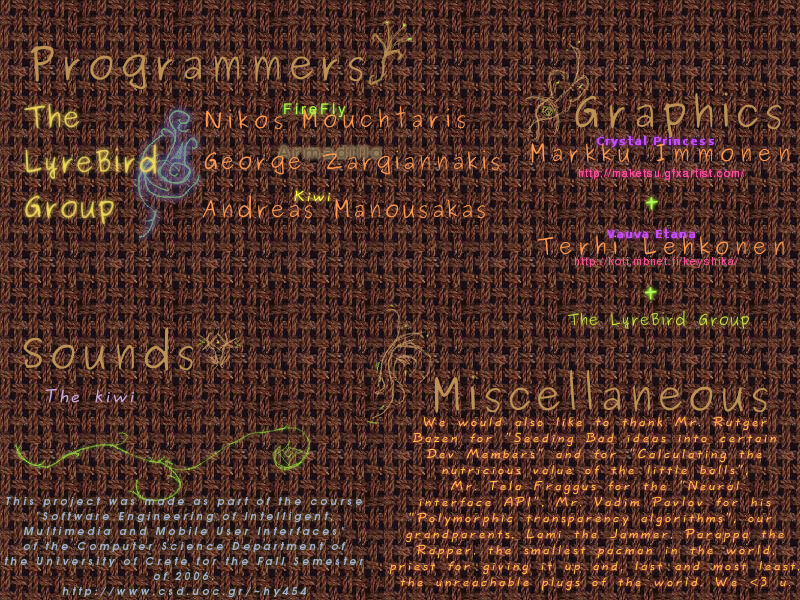 Programmers
The
LyreBird
Group
FireFly
Nikos Mouchtaris
Armadillo
George Zargiannakis
Kiwi
Andreas Manousakas
Graphics
Crystal Princess
Markku Immonen
http://maketsu.gfxartist.com/
+
Vauva Etana
Terhi Lehkonen
http://koti.mbnet.fi/keyshika/
+
The LyreBird Group
Sounds
The kiwi
This project was made as part of the course
"Software Engineering of Intelligent,
Multimedia and Mobile User Interfaces"
of the Computer Science Department of
the University of Crete for the Fall Semester
of 2006.
http://www.csd.uoc.gr/~hy454
Miscellaneous
We would also like to thank Mr. Rutger
Bozen for "Seeding Bad ideas into certain
Dev Members" and for "Calculating the
nutricious value of the little balls",
Mr. Telo Fraggus for the "Neural
interface API", Mr. Vadim Pavlov for his
"Polymorphic transparency algorithms", our
grandparents, Lami the Jammer, Parappa the
Rapper, the smallest pacman in the world,
priest for giving it up and, last and most least,
the unreachable plugs of the world. We <3 u.